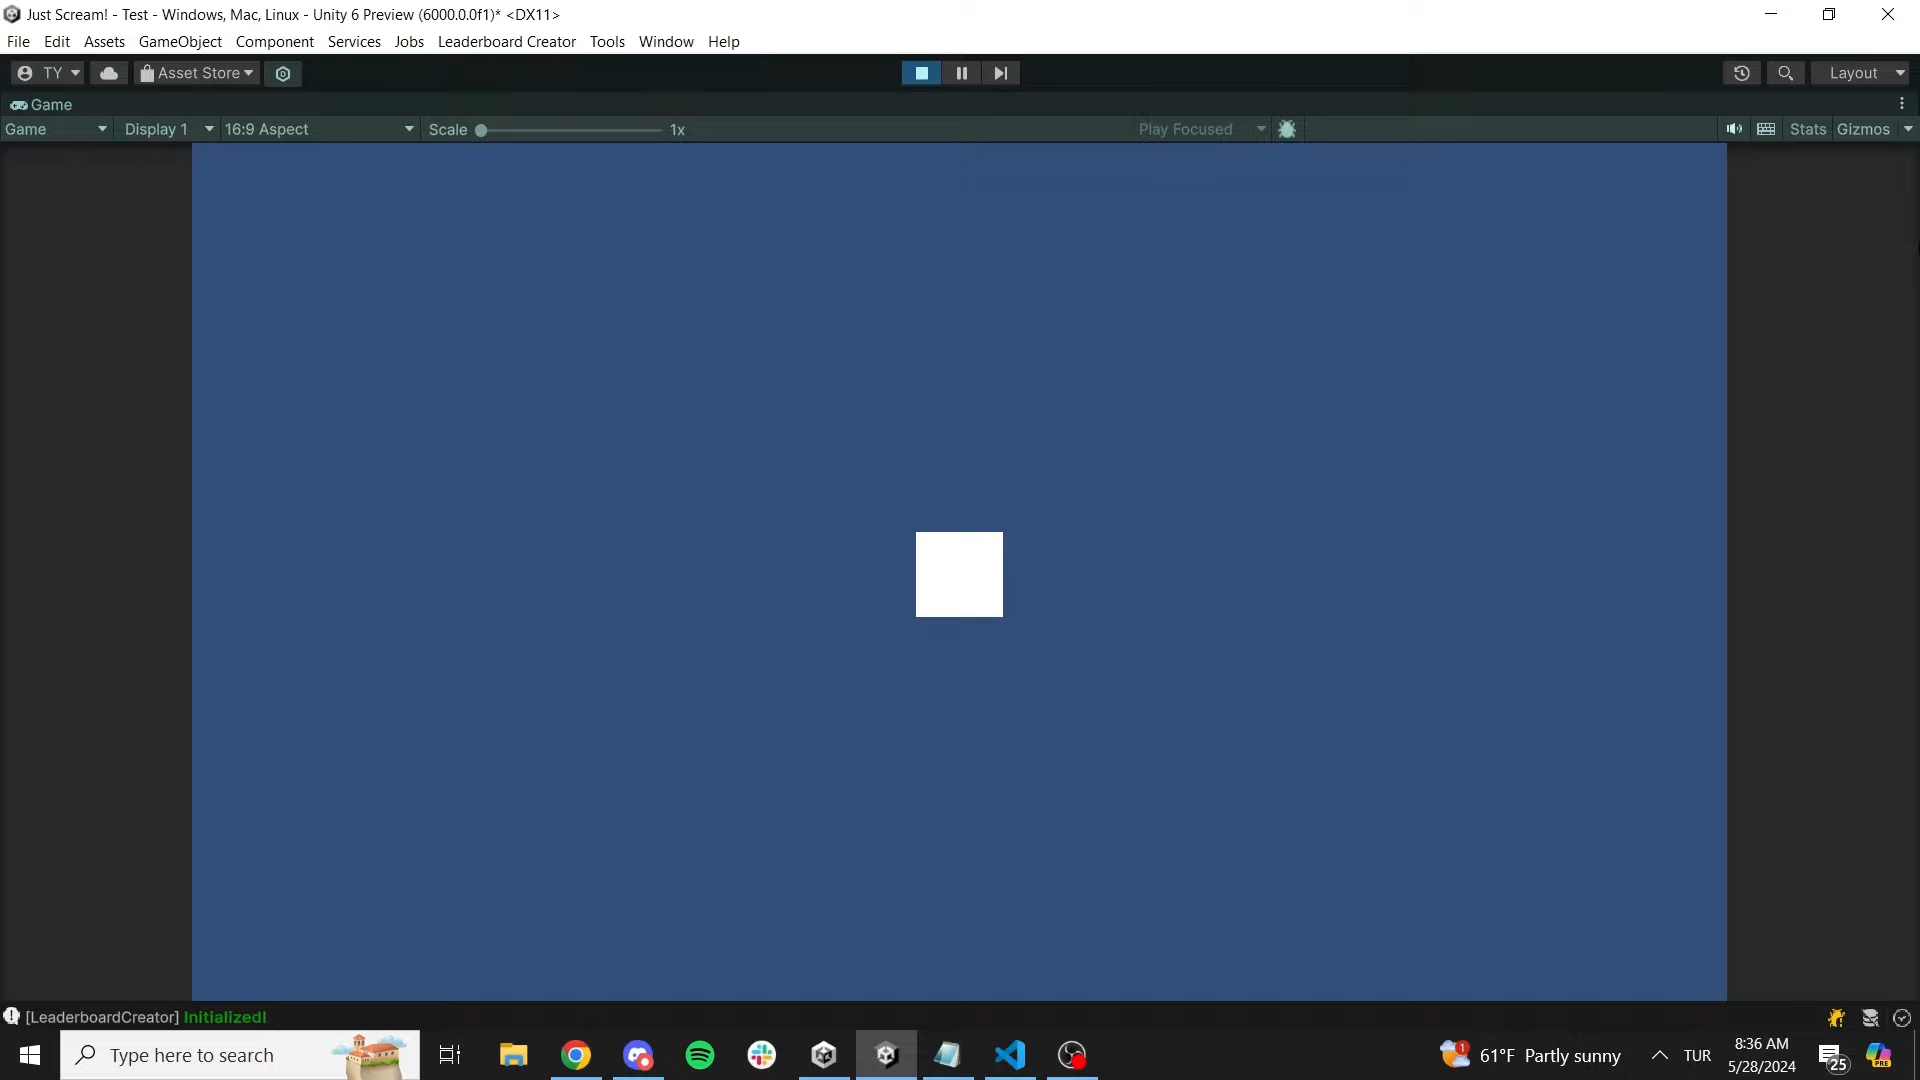 Just Scream! - Test - Windows, Mac, Linux - Unity 6 Preview (6000.0.0f1)* <DX11>
File Edit Assets GameObject Component Services Jobs Leaderboard Creator Tools Window Help
TY Asset Store Layout
Game
Game Display 1 16:9 Aspect Scale 1x Play Focused Stats Gizmos
[LeaderboardCreator] Initialized!
Type here to search 1 61°F Partly sunny TUR 8:36 AM 25 PRE
5/28/2024